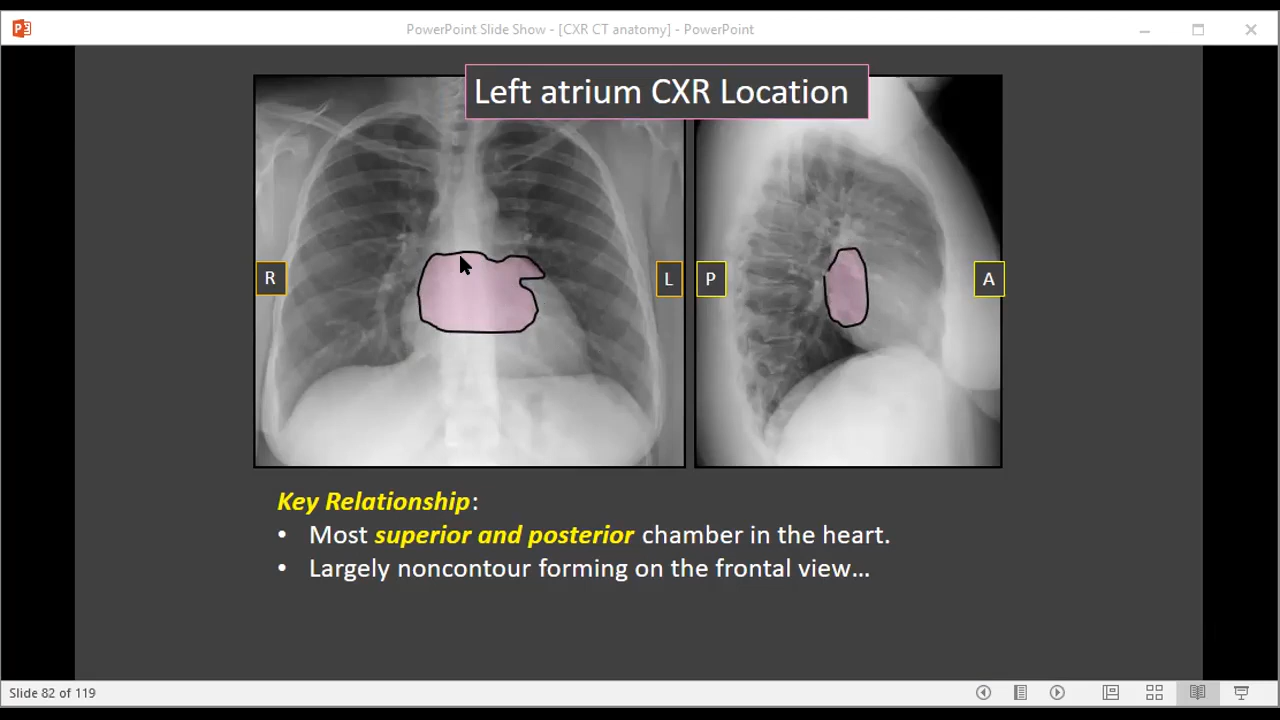 PowerPoint Slide Show - [CXR CT anatomy] - PowerPoint
Left atrium CXR Location
R
L
P
A
Key Relationship:
• Most superior and posterior chamber in the heart.
• Largely noncontour forming on the frontal view...
Slide 82 of 119